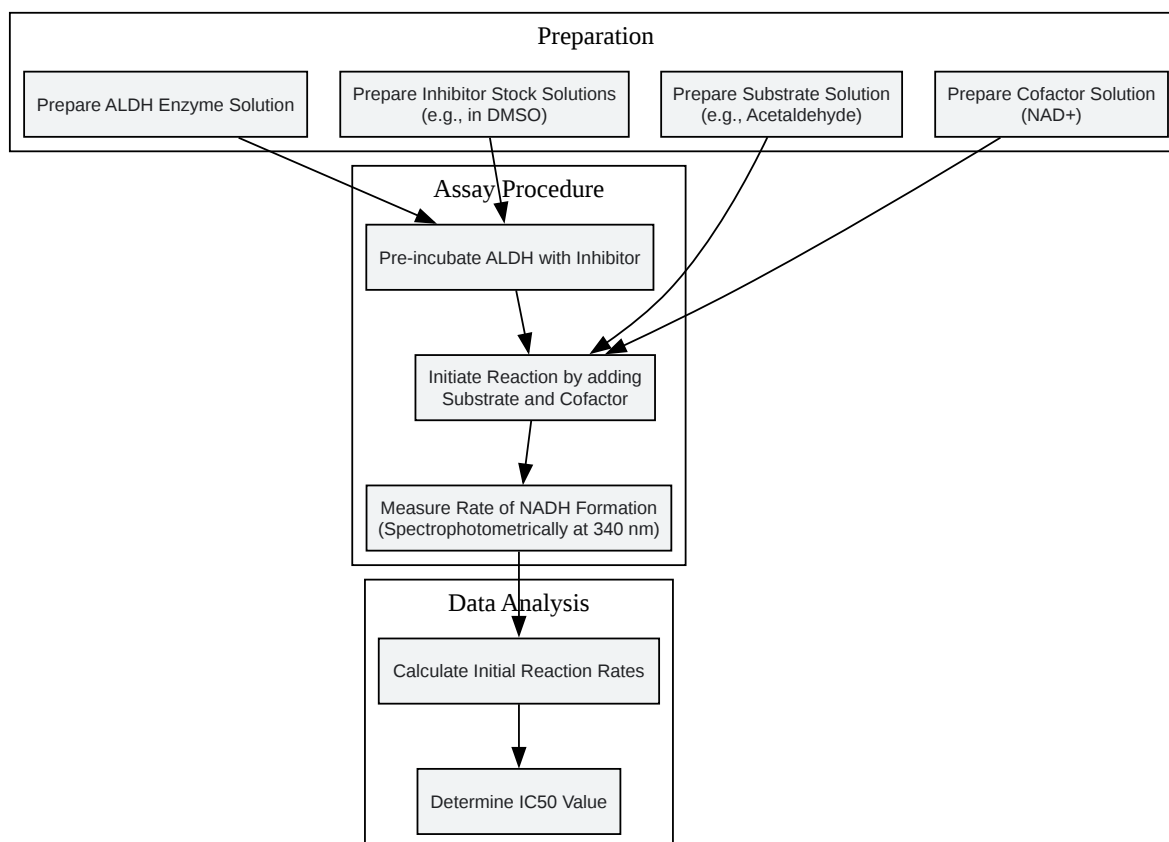 Preparation
Prepare ALDH Enzyme Solution
Prepare Inhibitor Stock Solutions
(e.g., in DMSO)
Prepare Substrate Solution
(e.g., Acetaldehyde)
Prepare Cofactor Solution
(NAD+)
Assay Procedure
Pre-incubate ALDH with Inhibitor
Initiate Reaction by adding
Substrate and Cofactor
Measure Rate of NADH Formation
(Spectrophotometrically at 340 nm)
Data Analysis
Calculate Initial Reaction Rates
Determine IC50 Value